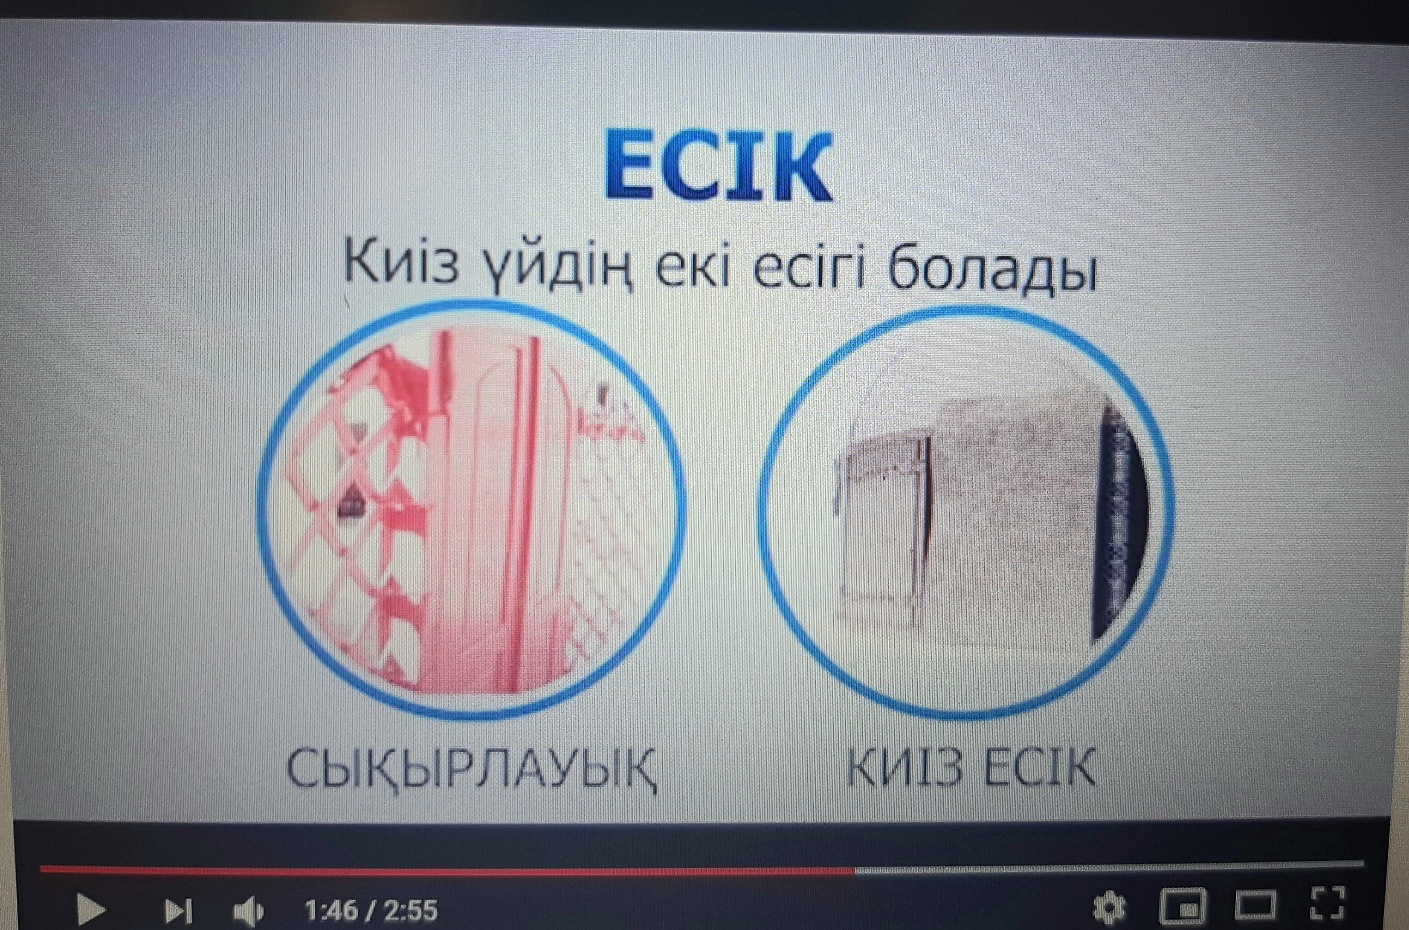 ЕСІК
Киіз үйдің екі есігі болады
СЫҚЫРЛАУЫҚ
КИІЗ ЕСІК
1:46 / 2:55